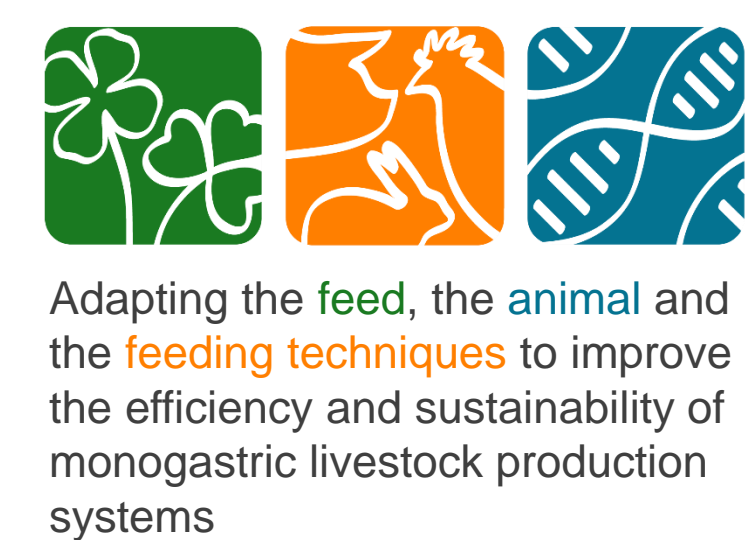 Adapting the feed, the animal and
the feeding techniques to improve
the efficiency and sustainability of
monogastric livestock production
systems